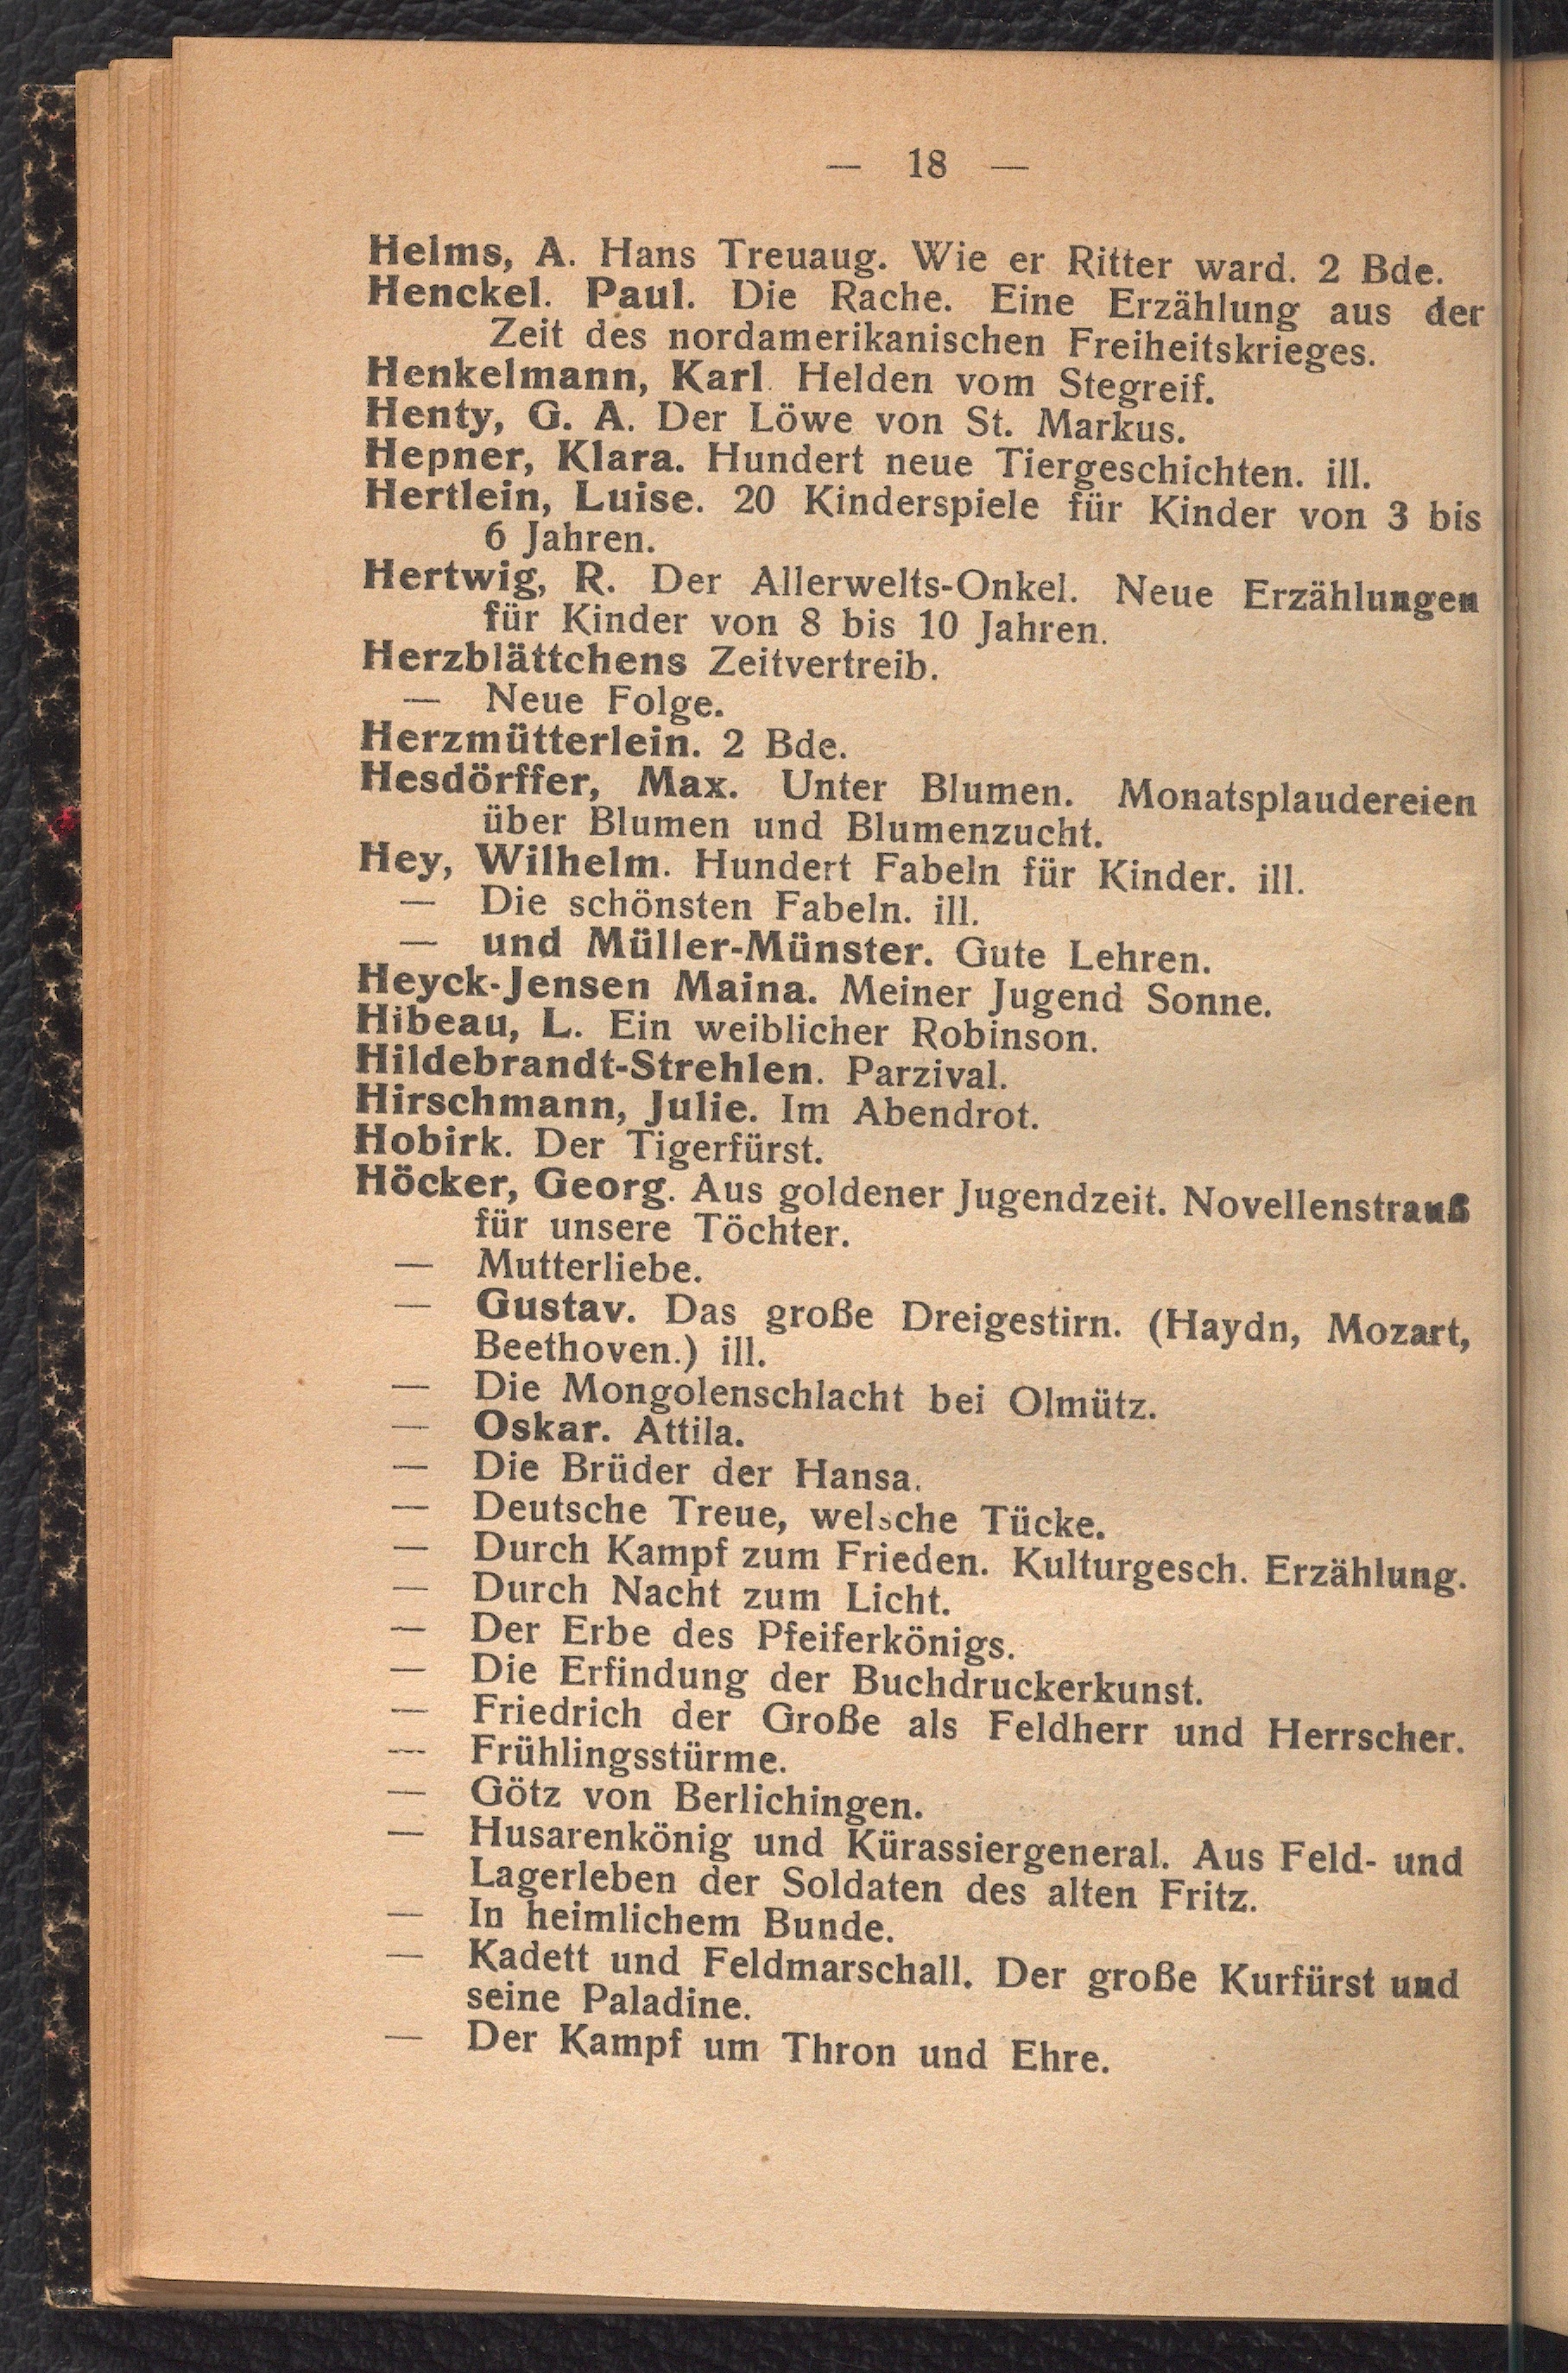 — 18 —
Helms, A. Hans Treuaug. Wie er Ritter ward. 2 Bde.
Henckel. Paul. Die Rache. Eine Erzählung aus der
Zeit des nordamerikanischen Freiheitskrieges.
Henkelmann, Karl. Helden vom Stegreif.
Henty, G. A. Der Löwe von St. Markus.
Hepner, Klara. Hundert neue Tiergeschichten. ill.
Hertlein, Luise. 20 Kinderspiele für Kinder von 3 bis
6 Jahren.
Hertwig, R. Der Allerwelts-Onkel. Neue Erzählungen
für Kinder von 8 bis 10 Jahren.
Herzblättchens Zeitvertreib.
— Neue Folge.
Herzmütterlein. 2 Bde.
Hesdörffer, Max. Unter Blumen. Monatsplaudereien
über Blumen und Blumenzucht.
Hey, Wilhelm. Hundert Fabeln für Kinder. ill.
— Die schönsten Fabeln. ill.
— und Müller-Münster. Gute Lehren.
Heyck-Jensen Maina. Meiner Jugend Sonne.
Hibeau, L. Ein weiblicher Robinson.
Hildebrandt-Strehlen. Parzival.
Hirschmann, Julie. Im Abendrot.
Hobirk. Der Tigerfürst.
Höcker, Georg. Aus goldener Jugendzeit. Novellenstrauß
für unsere Töchter.
— Mutterliebe.
— Gustav. Das große Dreigestirn. (Haydn, Mozart,
Beethoven.) ill.
— Die Mongolenschlacht bei Olmütz.
— Oskar. Attila.
— Die Brüder der Hansa.
— Deutsche Treue, welsche Tücke.
— Durch Kampf zum Frieden. Kulturgesch. Erzählung.
— Durch Nacht zum Licht.
— Der Erbe des Pfeiferkönigs.
— Die Erfindung der Buchdruckerkunst.
— Friedrich der Große als Feldherr und Herrscher.
— Frühlingsstürme.
— Götz von Berlichingen.
— Husarenkönig und Kürassiergeneral. Aus Feld- und
Lagerleben der Soldaten des alten Fritz.
— In heimlichem Bunde.
— Kadett und Feldmarschall. Der große Kurfürst und
seine Paladine.
— Der Kampf um Thron und Ehre.